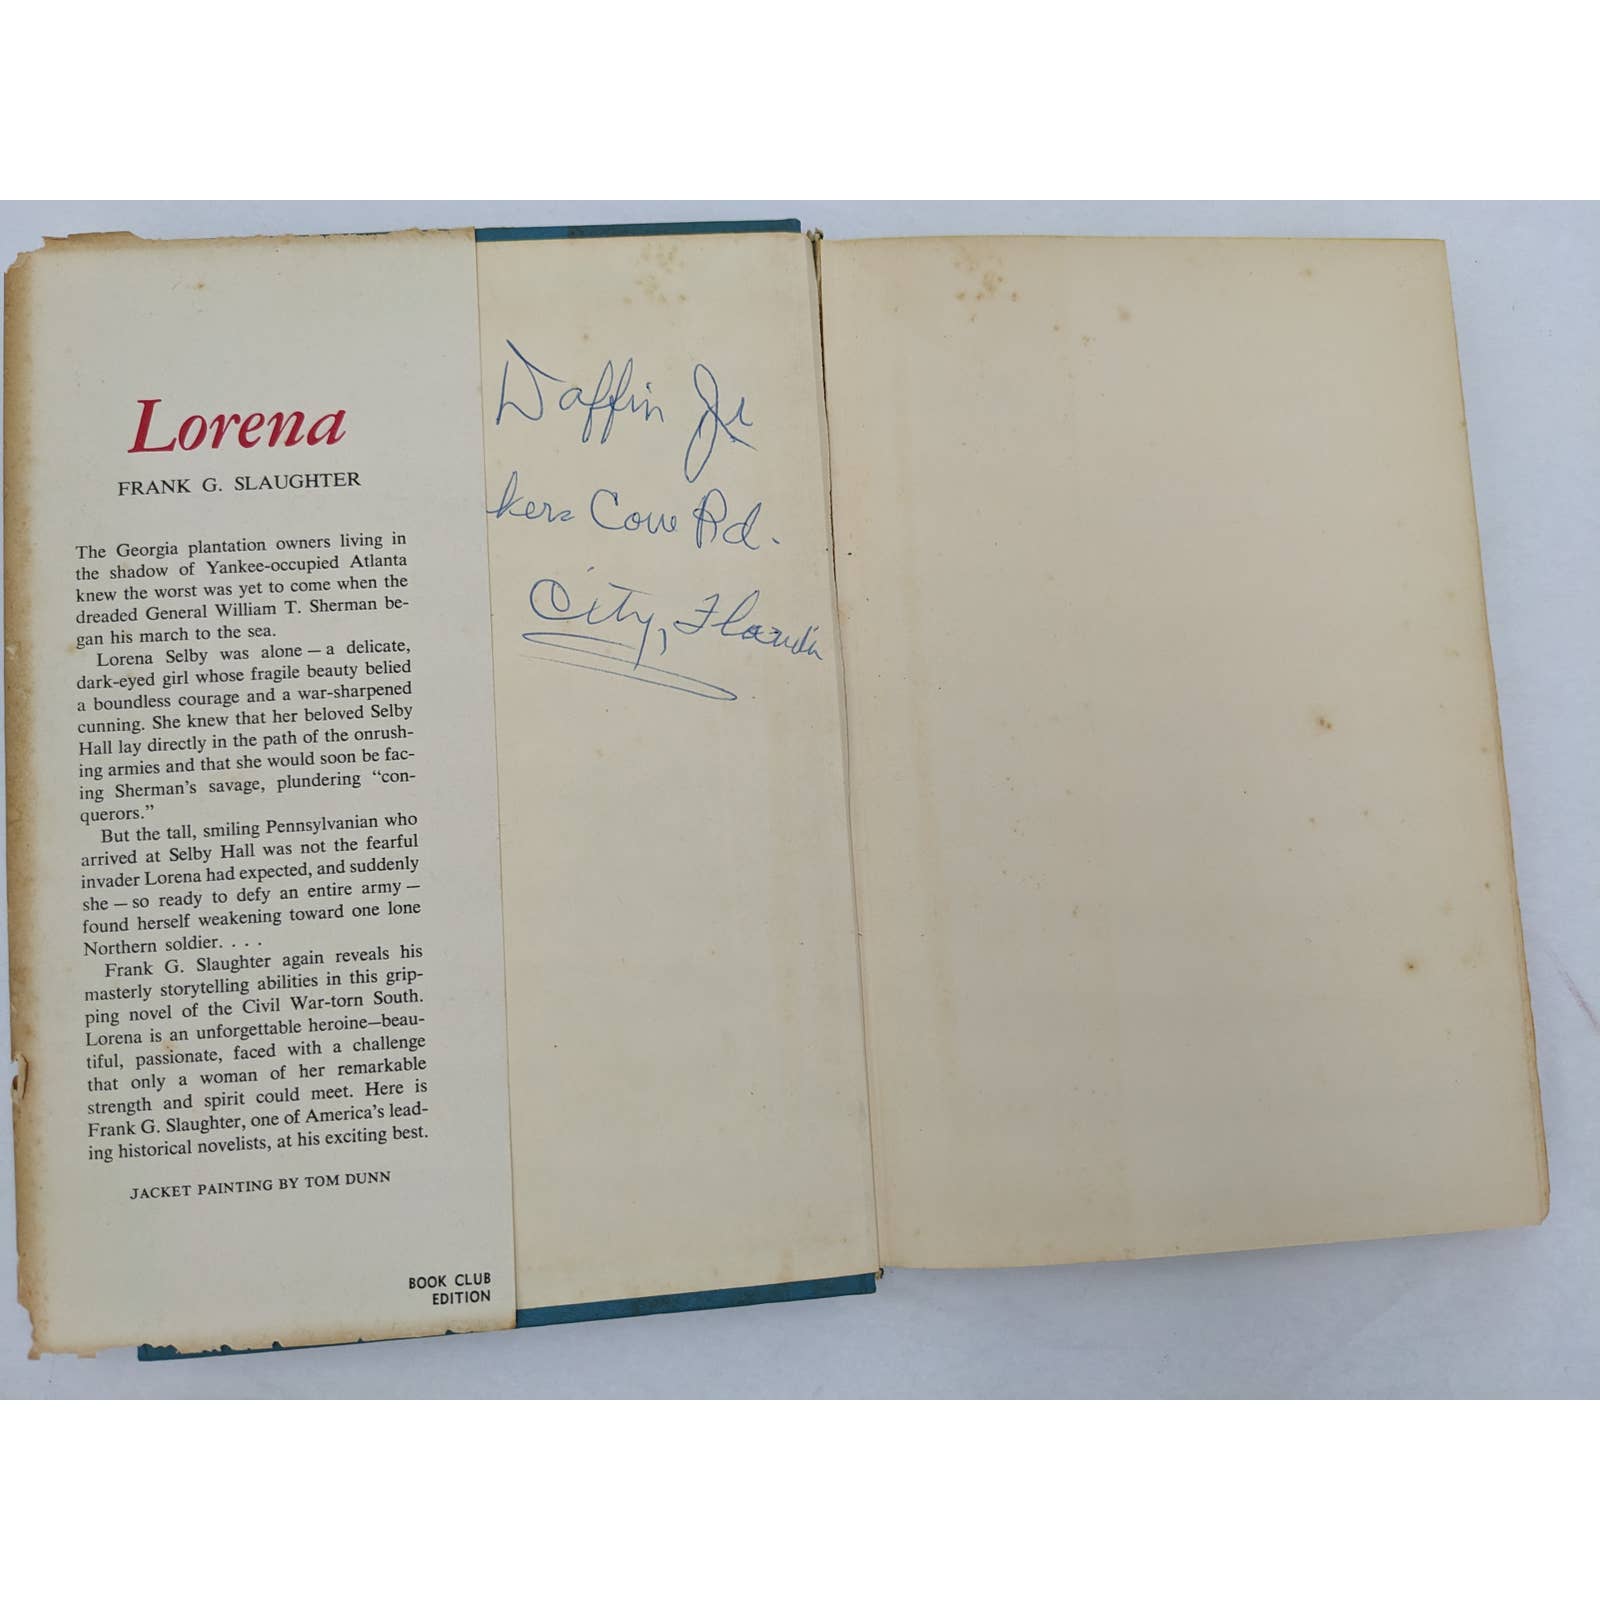 Lorena
FRANK G. SLAUGHTER
The Georgia plantation owners living in
the shadow of Yankee-occupied Atlanta
knew the worst was yet to come when the
dreaded General William T. Sherman be-
gan his march to the sea.
Lorena Selby was alone — a delicate,
dark-eyed girl whose fragile beauty belied
a boundless courage and a war-sharpened
cunning. She knew that her beloved Selby
Hall lay directly in the path of the onrush-
ing armies and that she would soon be fac-
ing Sherman's savage, plundering “con-
querors.”
But the tall, smiling Pennsylvanian who
arrived at Selby Hall was not the fearful
invader Lorena had expected, and suddenly
she — so ready to defy an entire army —
found herself weakening toward one lone
Northern soldier. . . .
Frank G. Slaughter again reveals his
masterly storytelling abilities in this grip-
ping novel of the Civil War-torn South.
Lorena is an unforgettable heroine—beau-
tiful, passionate, faced with a challenge
that only a woman of her remarkable
strength and spirit could meet. Here is
Frank G. Slaughter, one of America's lead-
ing historical novelists, at his exciting best.
JACKET PAINTING BY TOM DUNN
BOOK CLUB
EDITION
Daffin Jr
kers Cove Rd.
City, Florida